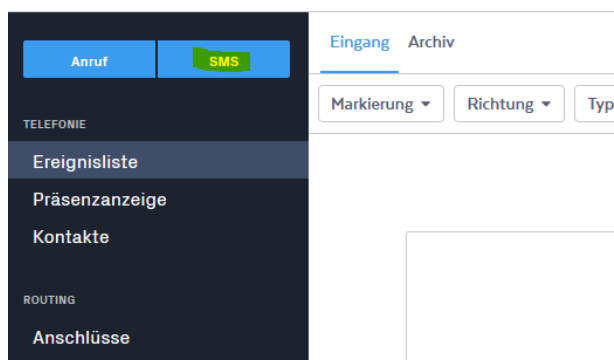 Anruf SMS
Eingang Archiv
Markierung Richtung Typ
TELEFONIE
Ereignisliste
Präsenzanzeige
Kontakte
ROUTING
Anschlüsse